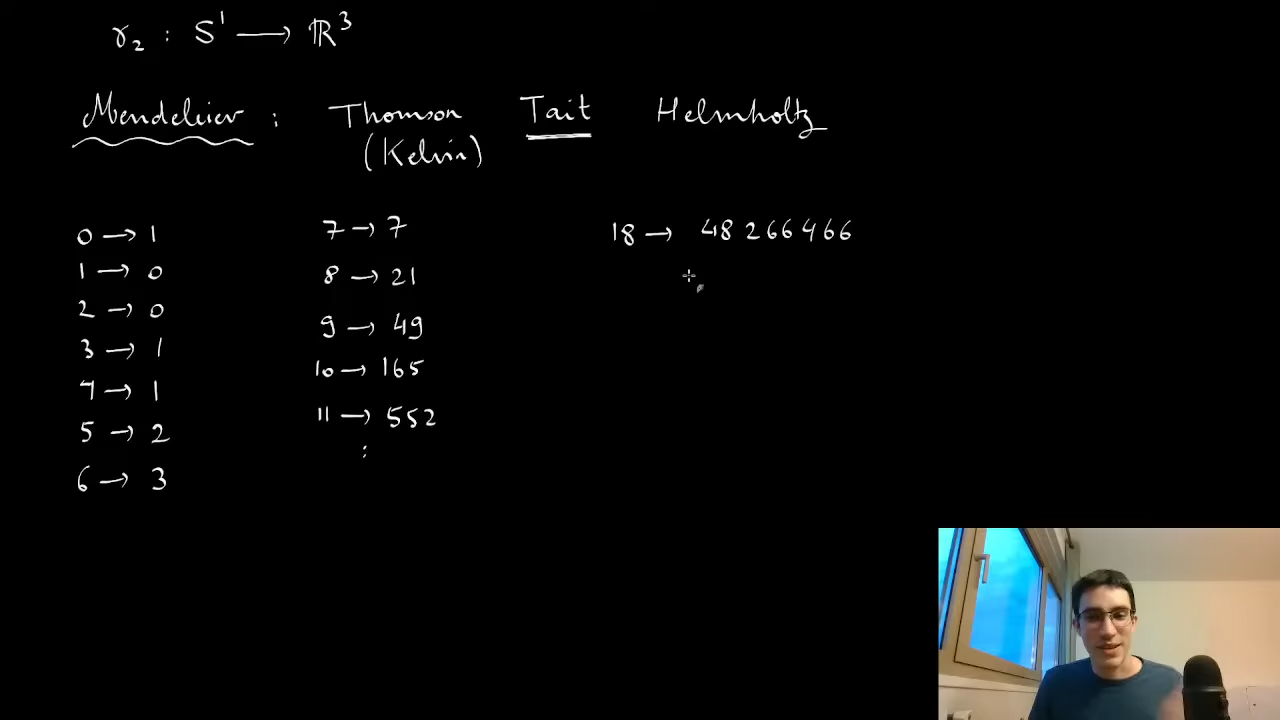 γ₂ : S¹ → ℝ³
Mendeleiev : Thomson Tait Helmholtz
(Kelvin)
0 → 1
1 → 0
2 → 0
3 → 1
4 → 1
5 → 2
6 → 3
7 → 7
8 → 21
9 → 49
10 → 165
11 → 552
:
18 → 48 266 466